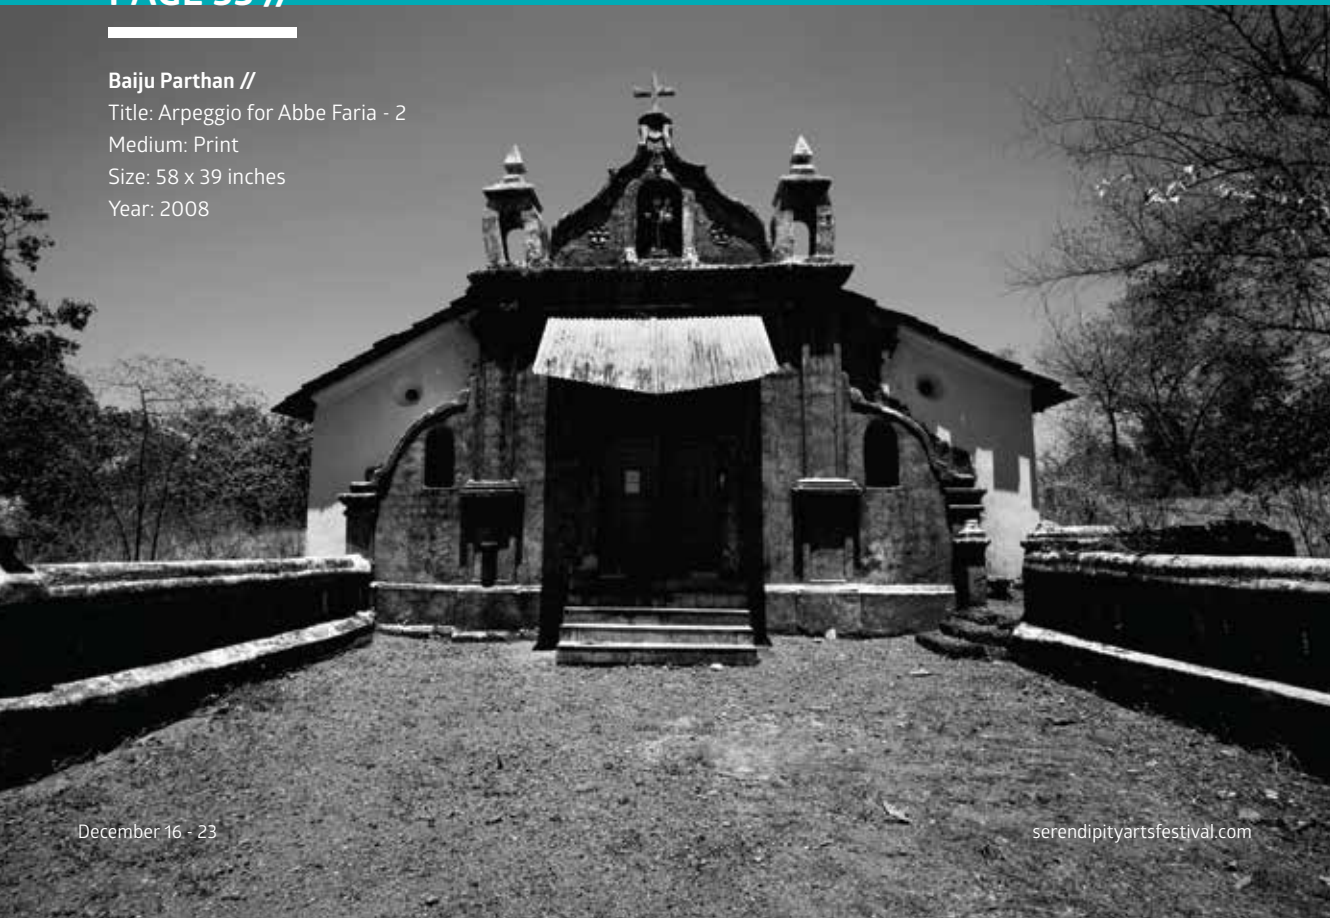 PAGE //
Baiju Parthan //
Title: Arpeggio for Abbe Faria - 2
Medium: Print
Size: 58 x 39 inches
Year: 2008
December 16 - 23
serendipityartsfestival.com